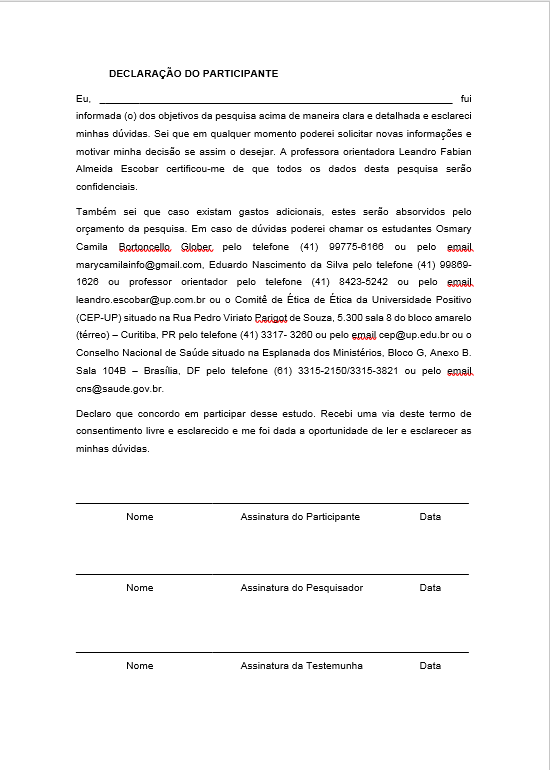 DECLARAÇÃO DO PARTICIPANTE
Eu, ________________________________________________ fui
informada (o) dos objetivos da pesquisa acima de maneira clara e detalhada e esclareci
minhas dúvidas. Sei que em qualquer momento poderei solicitar novas informações e
motivar minha decisão se assim o desejar. A professora orientadora Leandro Fabian
Almeida Escobar certificou-me de que todos os dados desta pesquisa serão
confidenciais.
Também sei que caso existam gastos adicionais, estes serão absorvidos pelo
orçamento da pesquisa. Em caso de dúvidas poderei chamar os estudantes Osmary
Camila Bortoncello Glober pelo telefone (41) 99775-6166 ou pelo email
marycamilainfo@gmail.com, Eduardo Nascimento da Silva pelo telefone (41) 99869-
1626 ou professor orientador pelo telefone (41) 8423-5242 ou pelo email
leandro.escobar@up.com.br ou o Comitê de Ética de Ética da Universidade Positivo
(CEP-UP) situado na Rua Pedro Viriato Parigot de Souza, 5.300 sala 8 do bloco amarelo
(térreo) – Curitiba, PR pelo telefone (41) 3317- 3260 ou pelo email cep@up.edu.br ou o
Conselho Nacional de Saúde situado na Esplanada dos Ministérios, Bloco G, Anexo B.
Sala 104B – Brasília, DF pelo telefone (61) 3315-2150/3315-3821 ou pelo email
cns@saude.gov.br.
Declaro que concordo em participar desse estudo. Recebi uma via deste termo de
consentimento livre e esclarecido e me foi dada a oportunidade de ler e esclarecer as
minhas dúvidas.
Nome Assinatura do Participante Data
Nome Assinatura do Pesquisador Data
Nome Assinatura da Testemunha Data